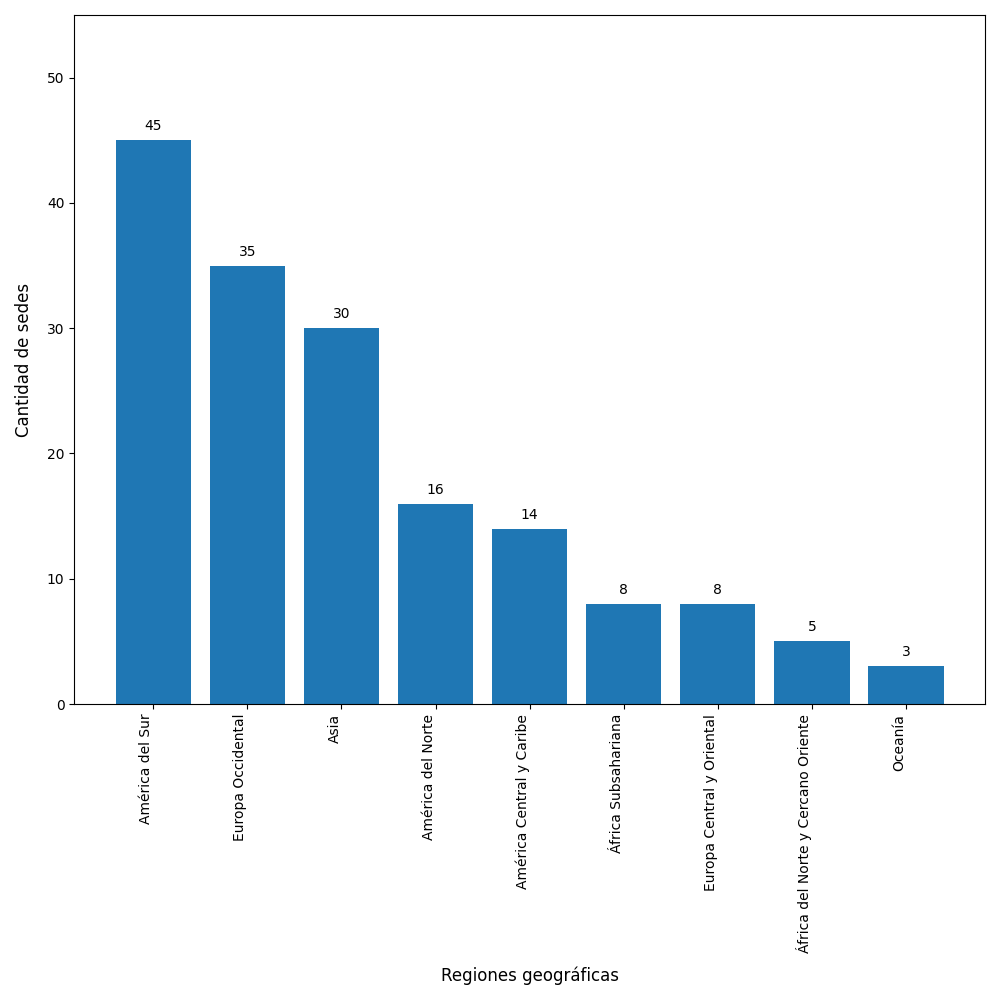 Cantidad de sedes
50
40
30
20
10
0
45
35
30
16
14
8
8
5
3
América del Sur
Europa Occidental
Asia
América del Norte
América Central y Caribe
África Subsahariana
Europa Central y Oriental
África del Norte y Cercano Oriente
Oceanía
Regiones geográficas